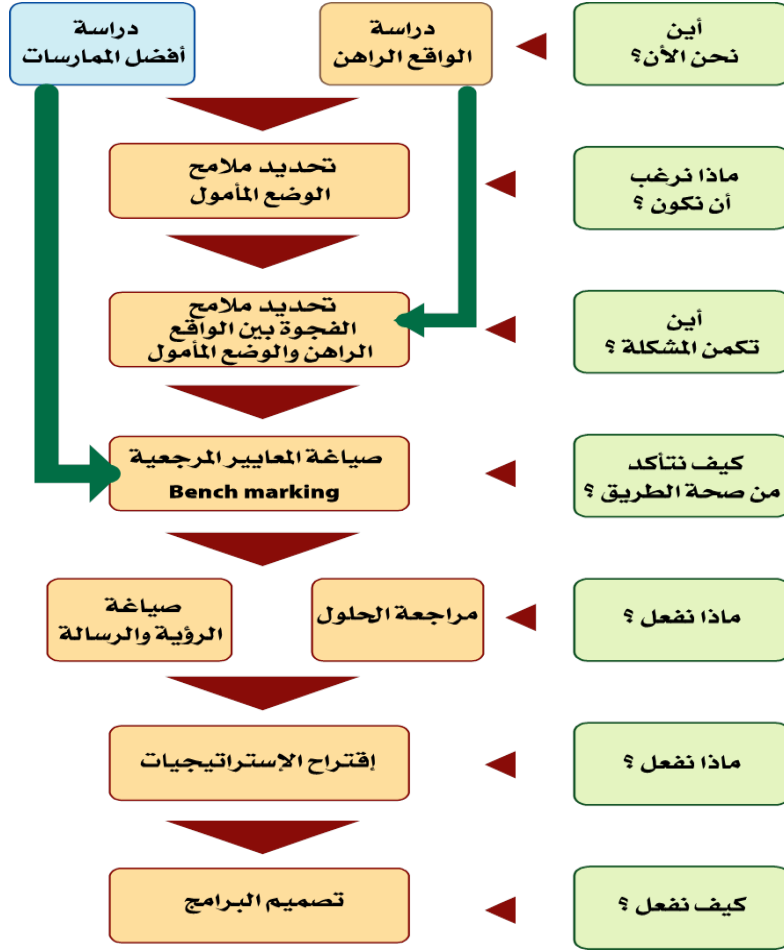 أين
نحن الأن؟
دراسة
الواقع الراهن
دراسة
أفضل الممارسات
ماذا نرغب
أن نكون ؟
تحديد ملامح
الوضع المأمول
أين
تكمن المشكلة ؟
تحديد ملامح
الفجوة بين الواقع
الراهن والوضع المأمول
كيف نتأكد
من صحة الطريق ؟
صياغة المعايير المرجعية
Bench marking
ماذا نفعل ؟
مراجعة الحلول
صياغة
الرؤية والرسالة
ماذا نفعل ؟
إقتراح الإستراتيجيات
كيف نفعل ؟
تصميم البرامج